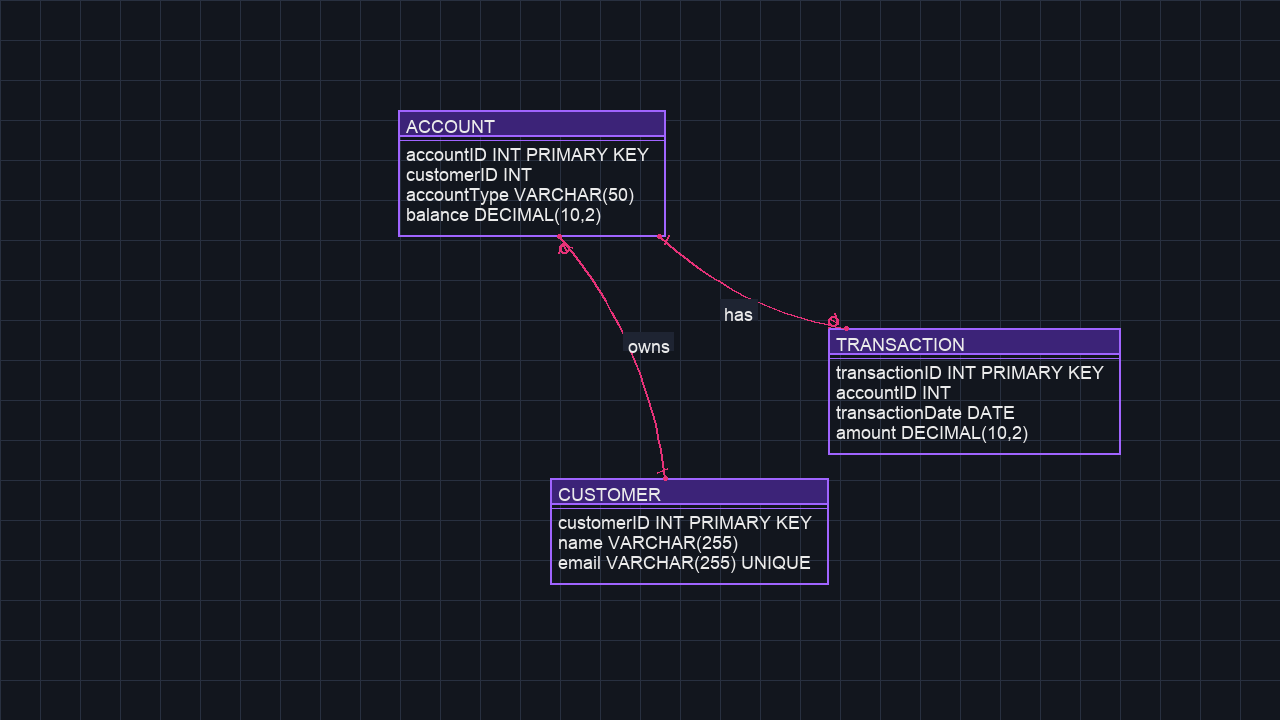 ACCOUNT
accountID INT PRIMARY KEY
customerID INT
accountType VARCHAR(50)
balance DECIMAL(10,2)
has
owns
TRANSACTION
transactionID INT PRIMARY KEY
accountID INT
transactionDate DATE
amount DECIMAL(10,2)
CUSTOMER
customerID INT PRIMARY KEY
name VARCHAR(255)
email VARCHAR(255) UNIQUE